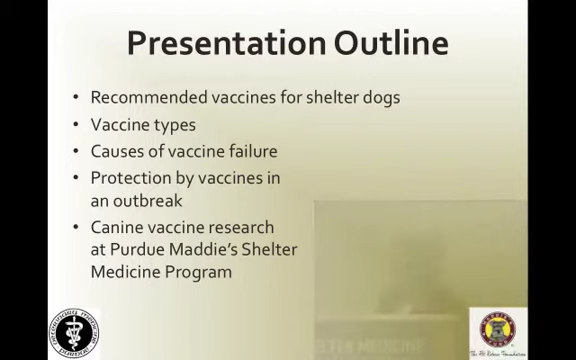 Presentation Outline
• Recommended vaccines for shelter dogs
• Vaccine types
• Causes of vaccine failure
• Protection by vaccines in
an outbreak
• Canine vaccine research
at Purdue Maddie's Shelter
Medicine Program